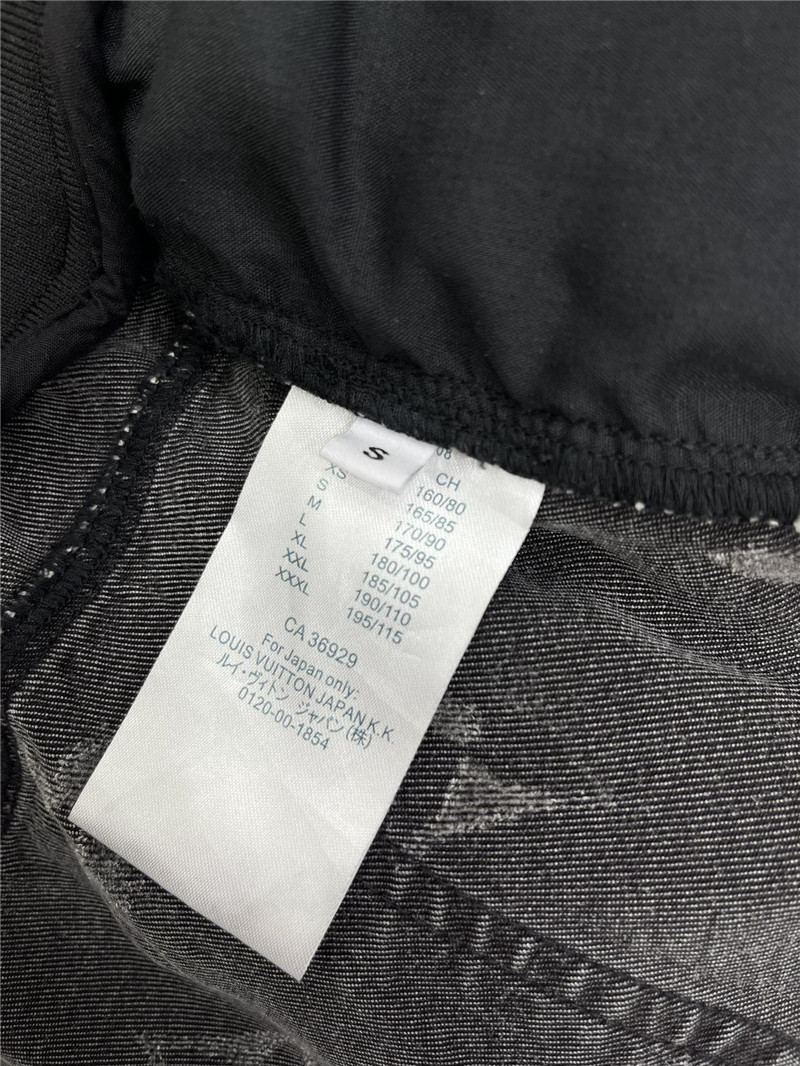 S
08
CH
XS 160/80
S 165/85
M 170/90
L 175/95
XL 180/100
XXL 185/105
XXXL 190/110
195/115
CA 36929
For Japan only:
LOUIS VUITTON JAPAN K.K.
ルイ・ヴィトン ジャパン(株)
0120-00-1854